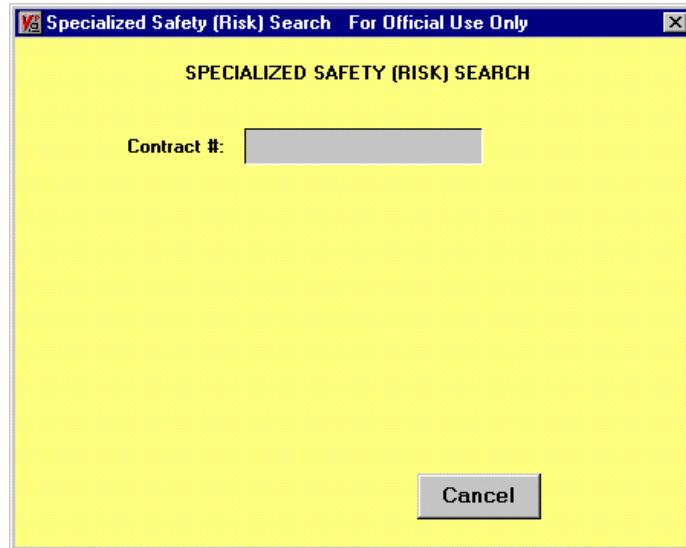 Specialized Safety (Risk) Search For Official Use Only
SPECIALIZED SAFETY (RISK) SEARCH
Contract #:
Cancel